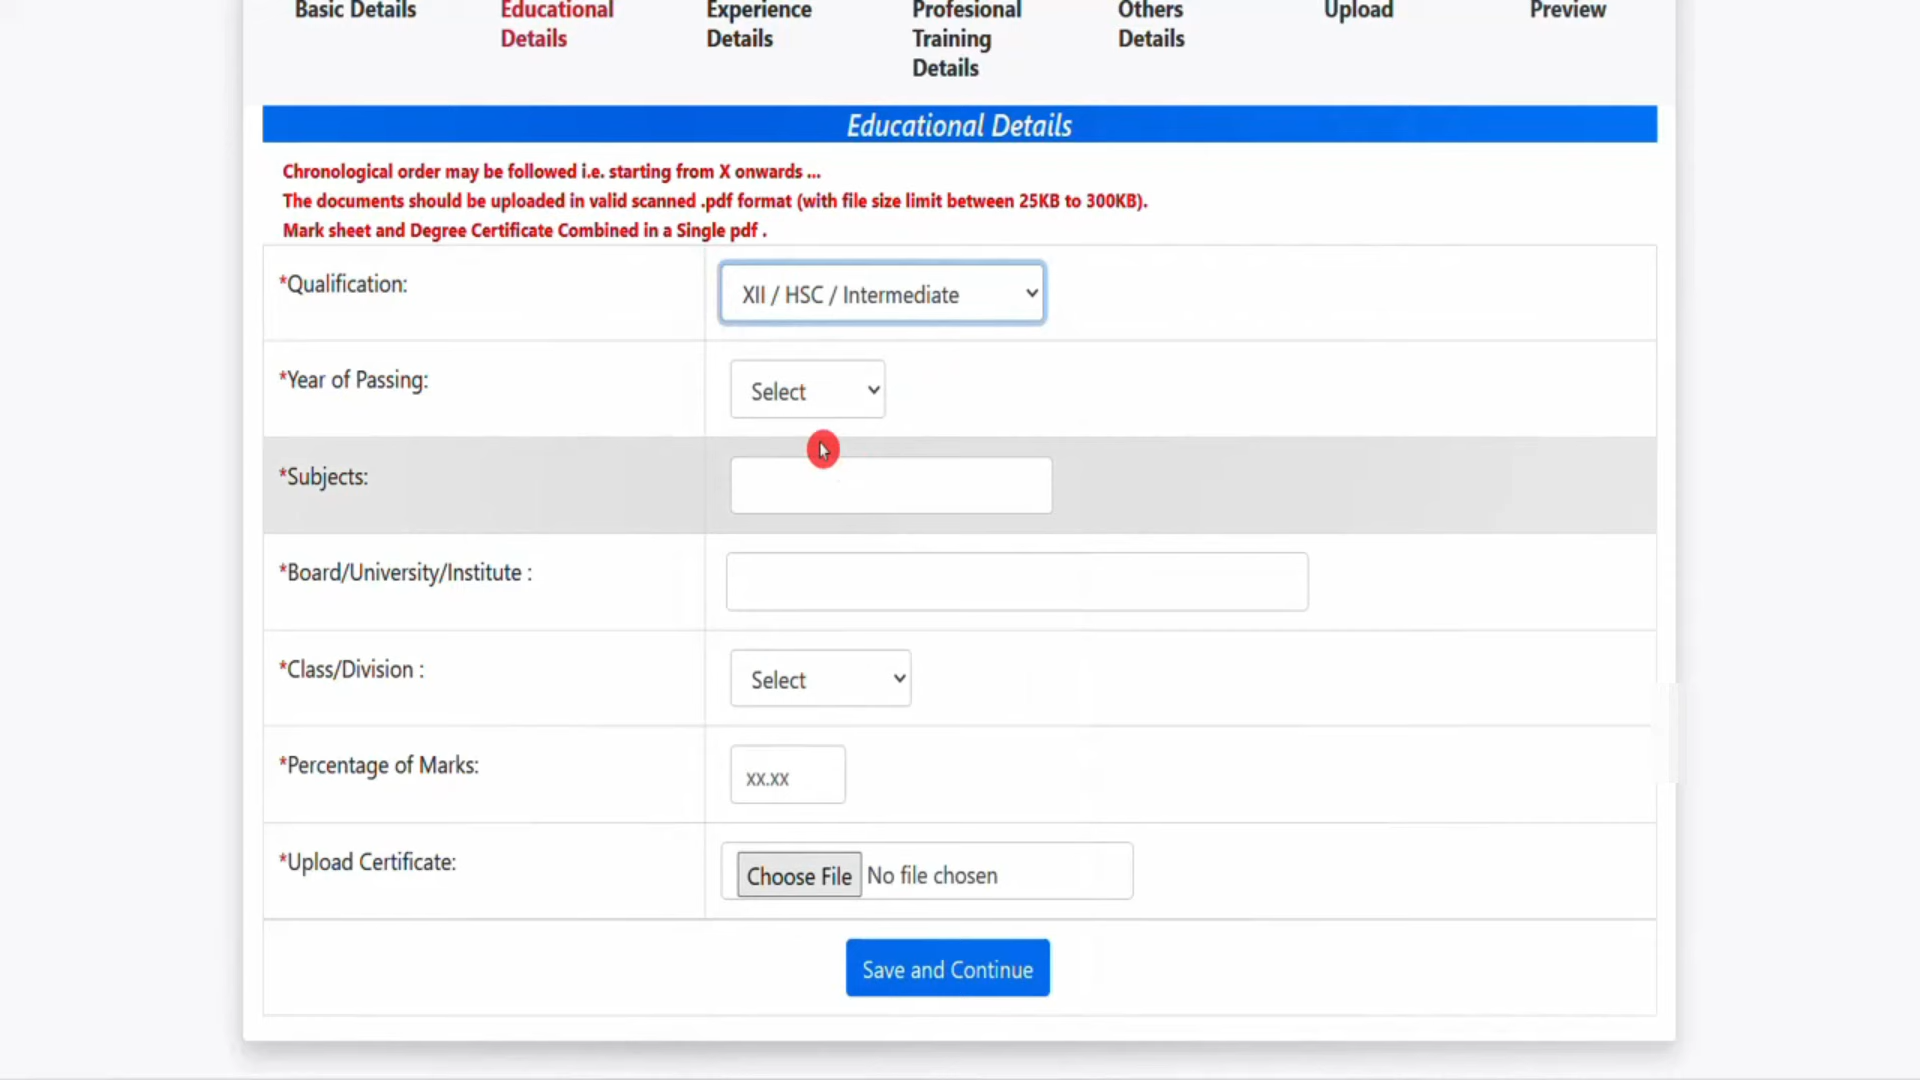 Basic Details
Educational
Details
Experience
Details
Profesional
Training
Details
Others
Details
Upload
Preview
Educational Details
Chronological order may be followed i.e. starting from X onwards ...
The documents should be uploaded in valid scanned .pdf format (with file size limit between 25KB to 300KB).
Mark sheet and Degree Certificate Combined in a Single pdf .
*Qualification:
XII / HSC / Intermediate
*Year of Passing:
Select
*Subjects:
*Board/University/Institute :
*Class/Division :
Select
*Percentage of Marks:
xx.xx
*Upload Certificate:
Choose File No file chosen
Save and Continue